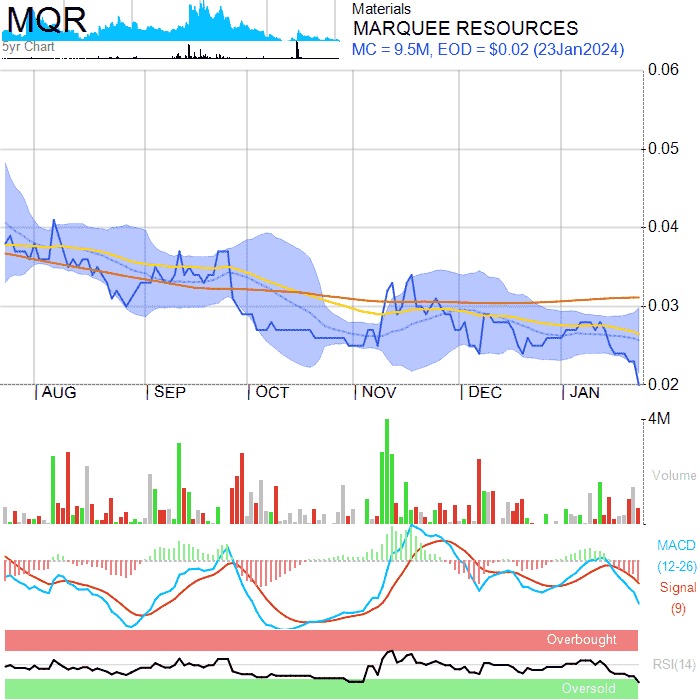 MQR
5yr Chart
Materials
MARQUEE RESOURCES
MC = 9.5M, EOD = $0.02 (23Jan2024)
0.06
0.05
0.04
0.03
0.02
AUG SEP OCT NOV DEC JAN
4M
Volume
MACD
(12-26)
Signal
(9)
Overbought
RSI(14)
Oversold